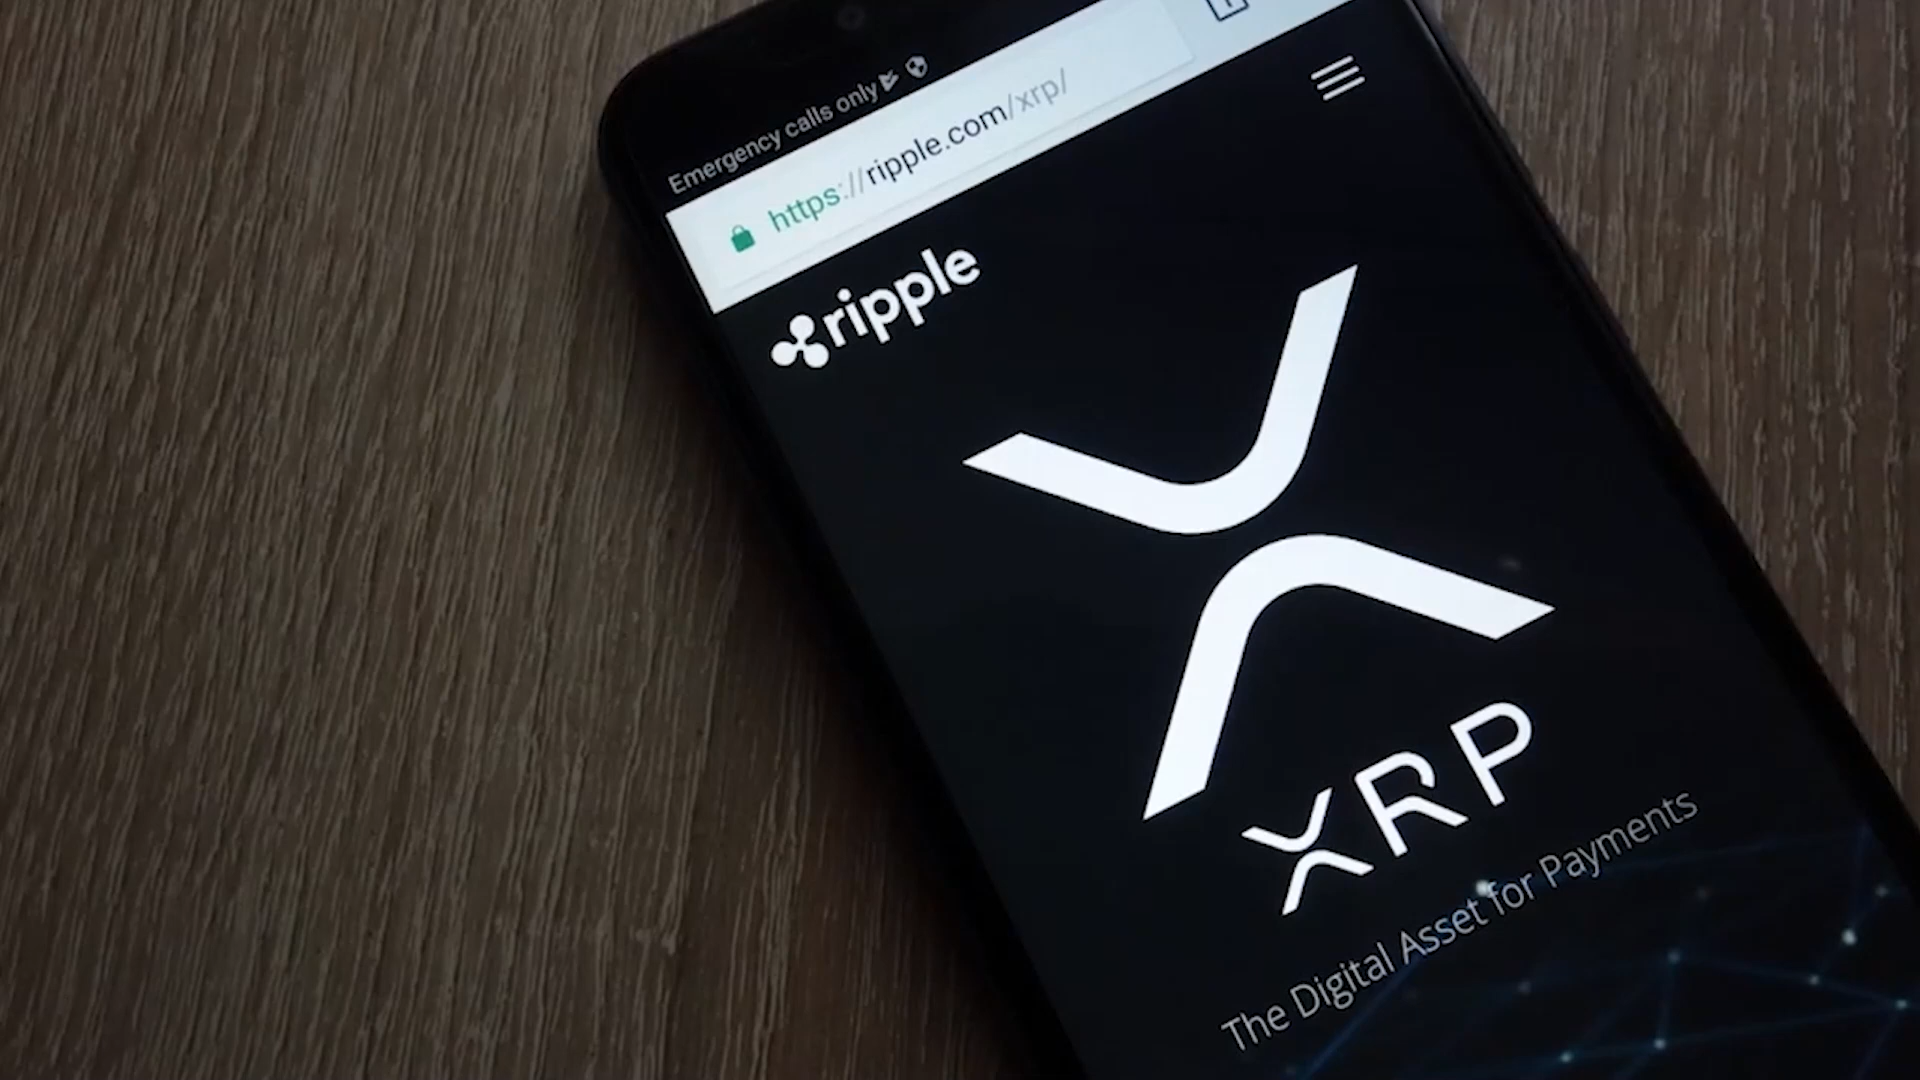 Emergency calls only
https://ripple.com/xrp/
ripple
XRP
The Digital Asset for Payments